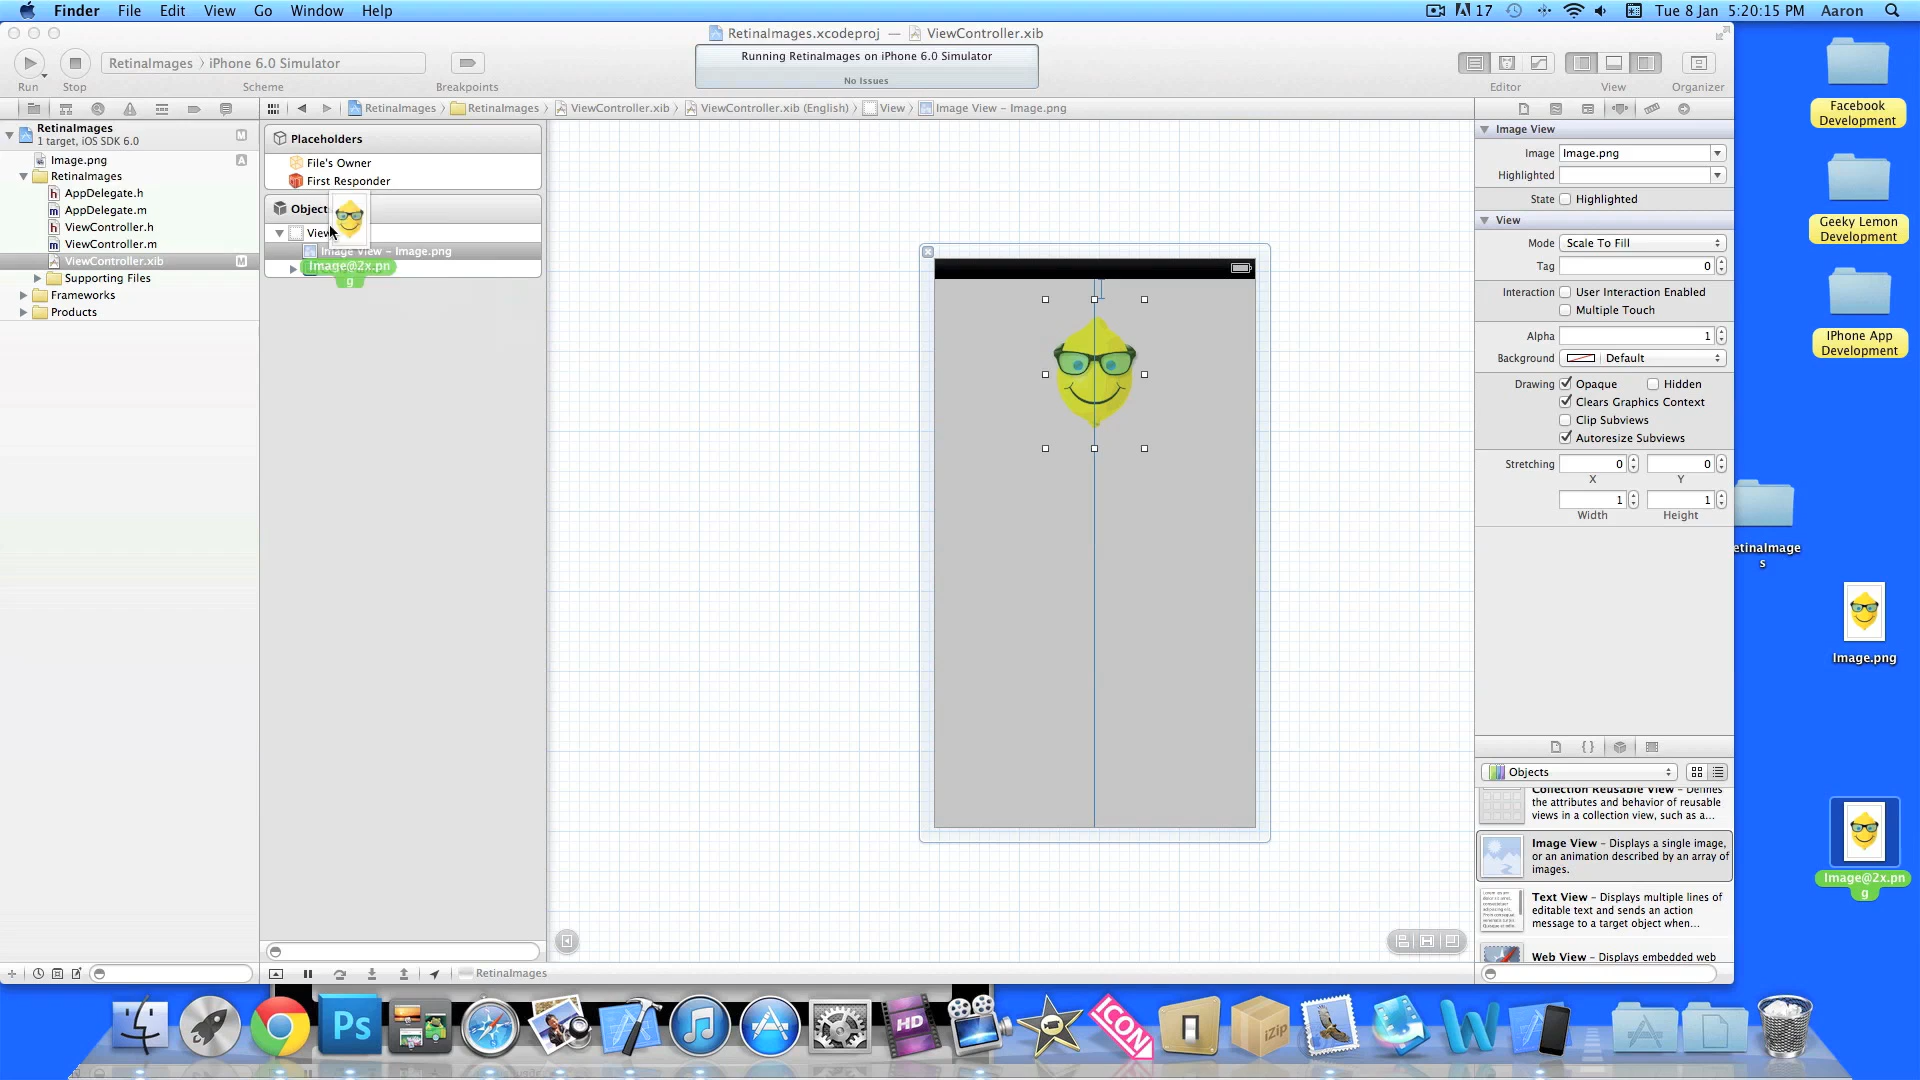 Finder File Edit View Go Window Help
17 Tue 8 Jan 5:20:15 PM Aaron
RetinaImages.xcodeproj — ViewController.xib
RetinaImages › iPhone 6.0 Simulator
Running RetinaImages on iPhone 6.0 Simulator
No Issues
Run Stop Scheme Breakpoints Editor View Organizer
RetinaImages RetinaImages ViewController.xib ViewController.xib (English) View Image View – Image.png
RetinaImages M
1 target, iOS SDK 6.0
Image.png A
RetinaImages
h AppDelegate.h
m AppDelegate.m
h ViewController.h
m ViewController.m
ViewController.xib M
Supporting Files
Frameworks
Products
Placeholders
File's Owner
First Responder
Object
View
Image View – Image.png
Image@2x.pn
g
Image View
Image Image.png
Highlighted
State Highlighted
View
Mode Scale To Fill
Tag 0
Interaction User Interaction Enabled
Multiple Touch
Alpha 1
Background Default
Drawing Opaque Hidden
Clears Graphics Context
Clip Subviews
Autoresize Subviews
Stretching 0 0
X Y
1 1
Width Height
Objects
Collection Reusable View – Defines
the attributes and behavior of reusable
views in a collection view, such as a...
Image View – Displays a single image,
or an animation described by an array of
images.
Text View – Displays multiple lines of
editable text and sends an action
message to a target object when...
Web View – Displays embedded web
RetinaImages
Facebook
Development
Geeky Lemon
Development
IPhone App
Development
etinaImage
s
Image.png
Image@2x.pn
g
Ps
HD
ICON
iZip
W